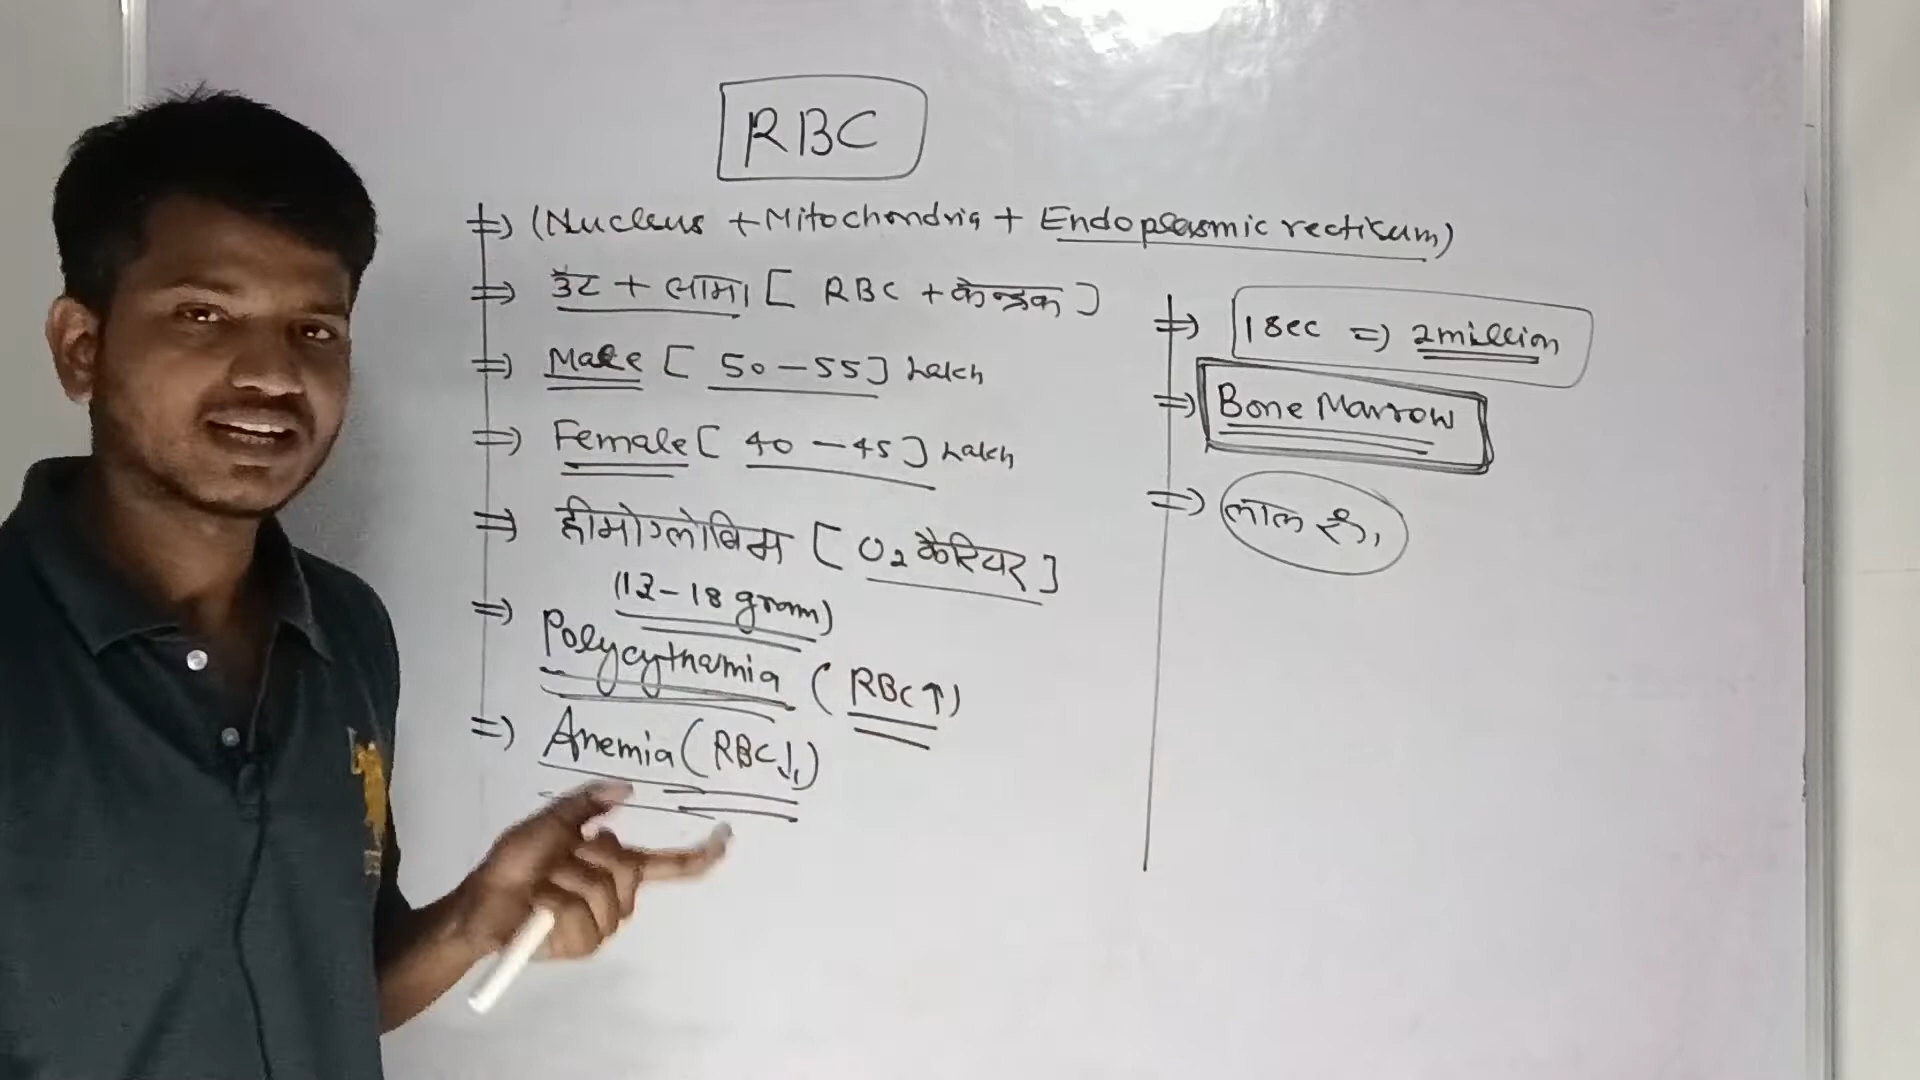 RBC
⇒ (Nucleus + Mitochondria + Endoplasmic recticum)
⇒ ऊँट + लामा [ RBC + केन्द्रक ]
⇒ Male [ 50 - 55 ] Lakh
⇒ Female [ 40 - 45 ] Lakh
⇒ हीमोग्लोबिम [ O2 कैरियर ]
⇒ (12 - 18 gram)
Polycythemia ( RBC ↑ )
⇒ Anemia ( RBC ↓ )
⇒ 1 Sec ⇒ 2 million
⇒ Bone Marrow
⇒ लाल